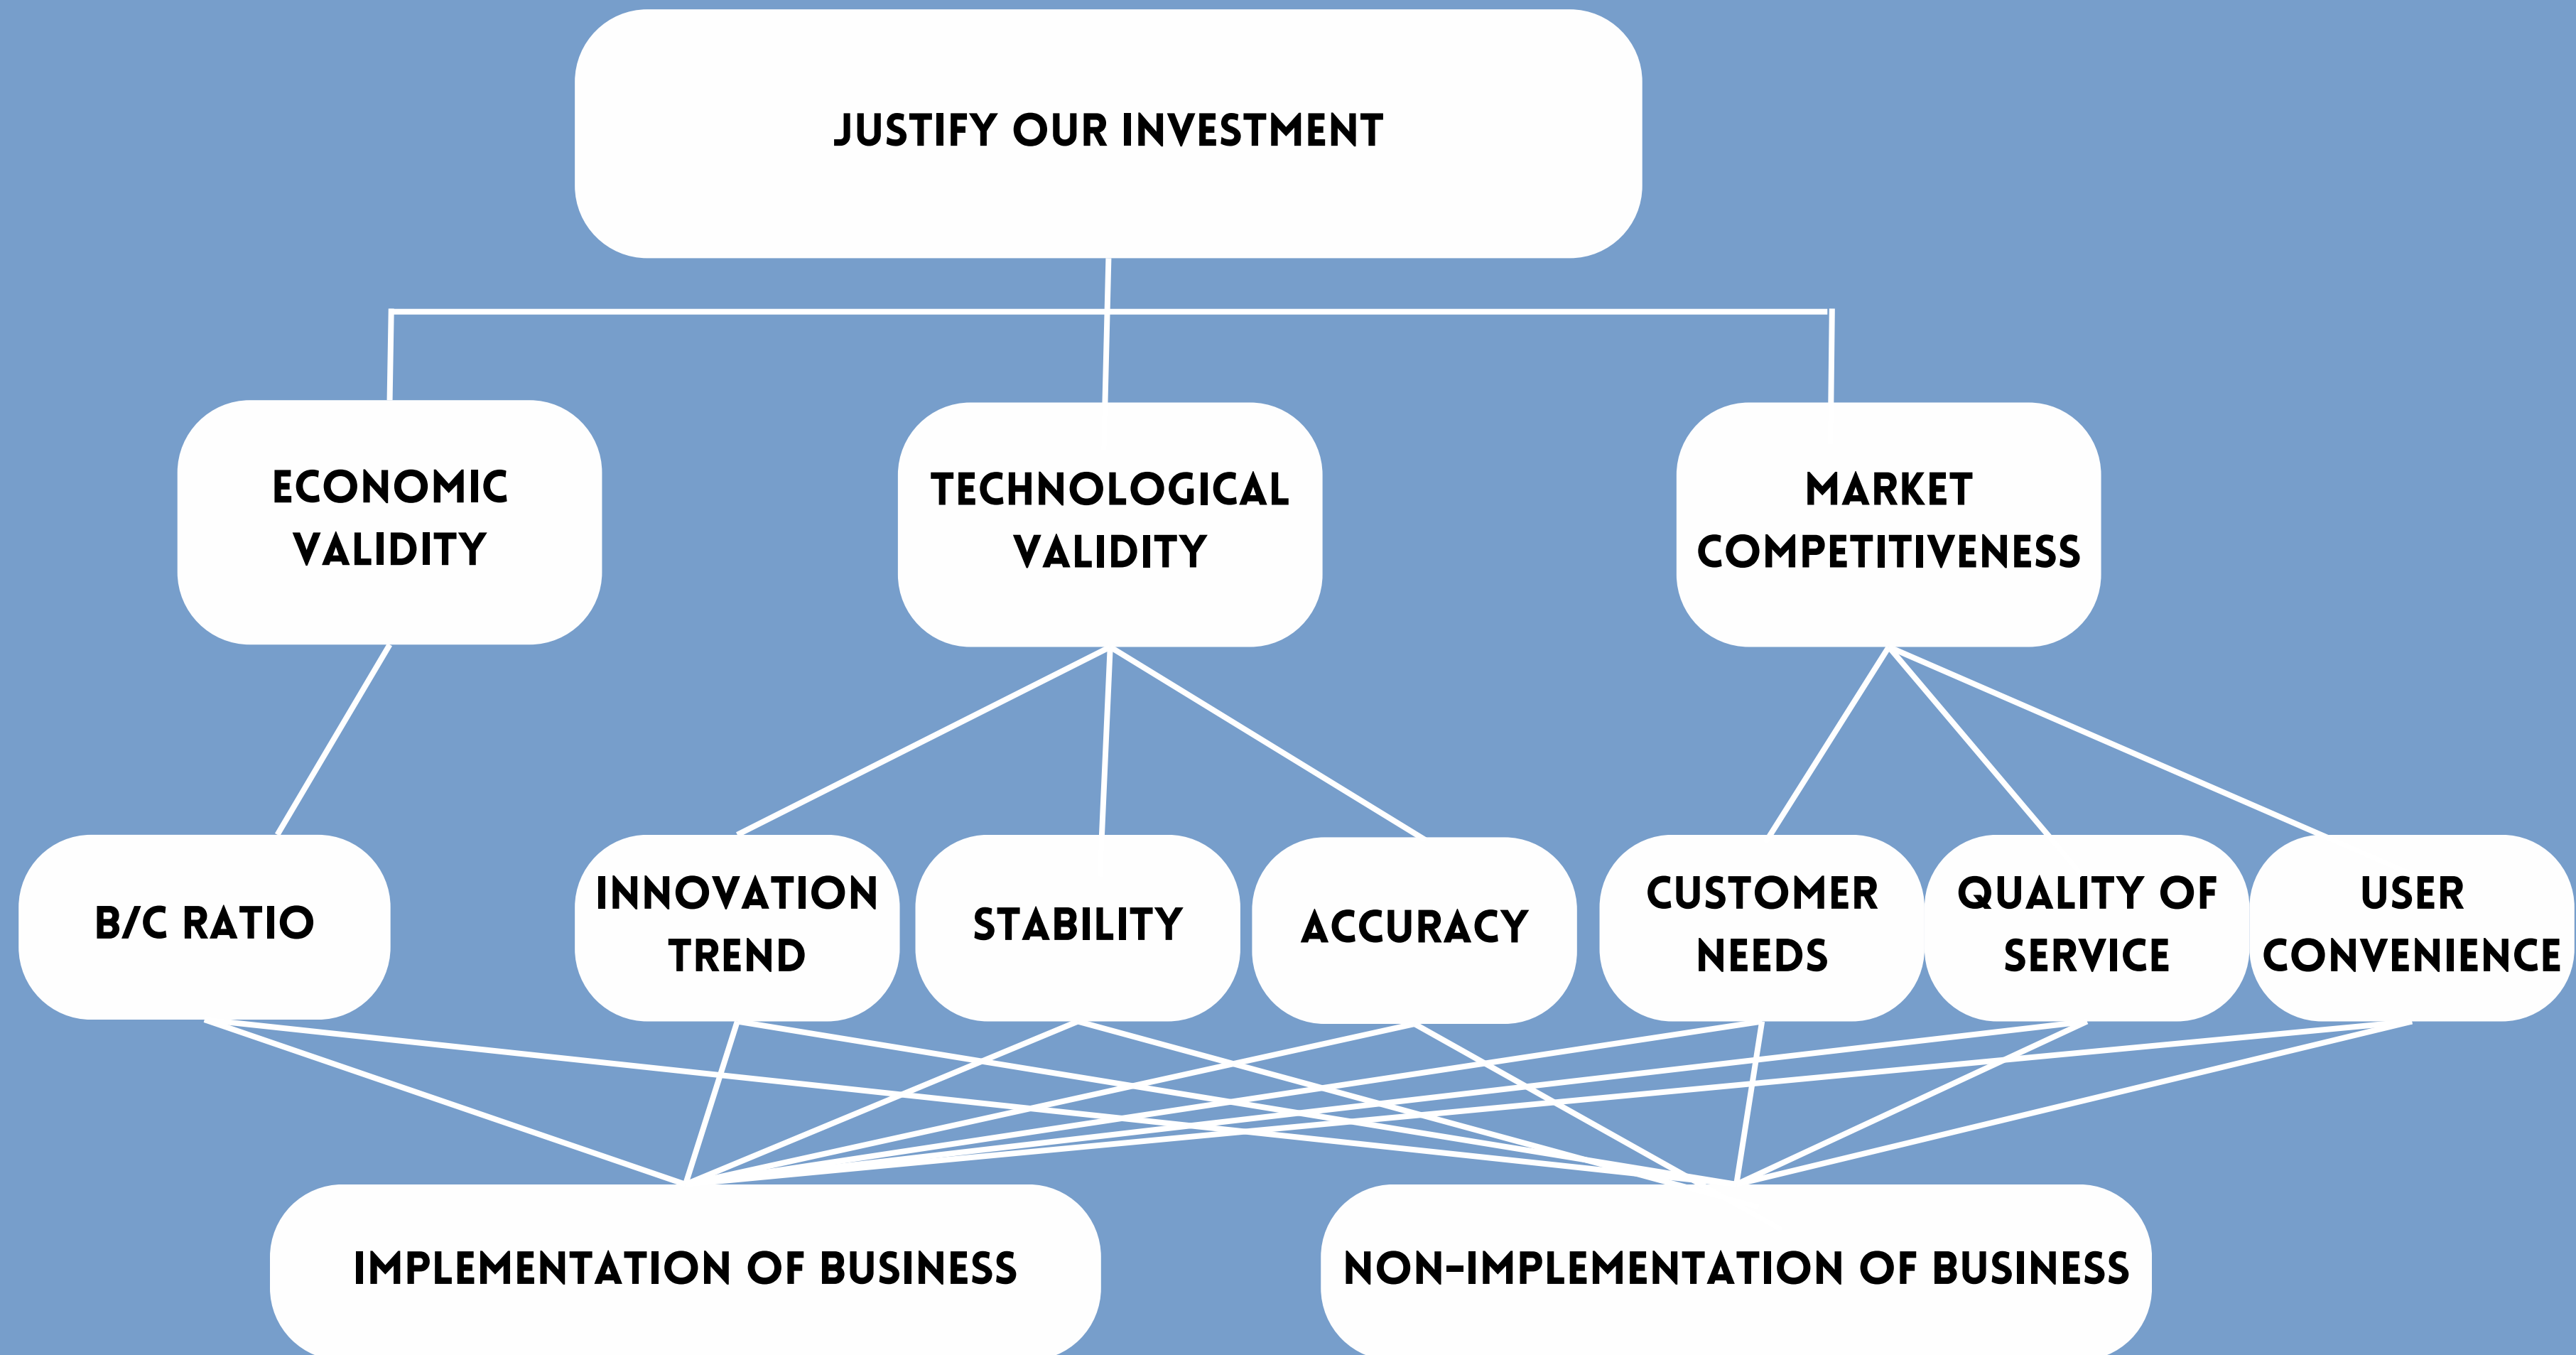 JUSTIFY OUR INVESTMENT
ECONOMIC
VALIDITY
TECHNOLOGICAL
VALIDITY
MARKET
COMPETITIVENESS
B/C RATIO
INNOVATION
TREND
STABILITY
ACCURACY
CUSTOMER
NEEDS
QUALITY OF
SERVICE
USER
CONVENIENCE
IMPLEMENTATION OF BUSINESS
NON-IMPLEMENTATION OF BUSINESS